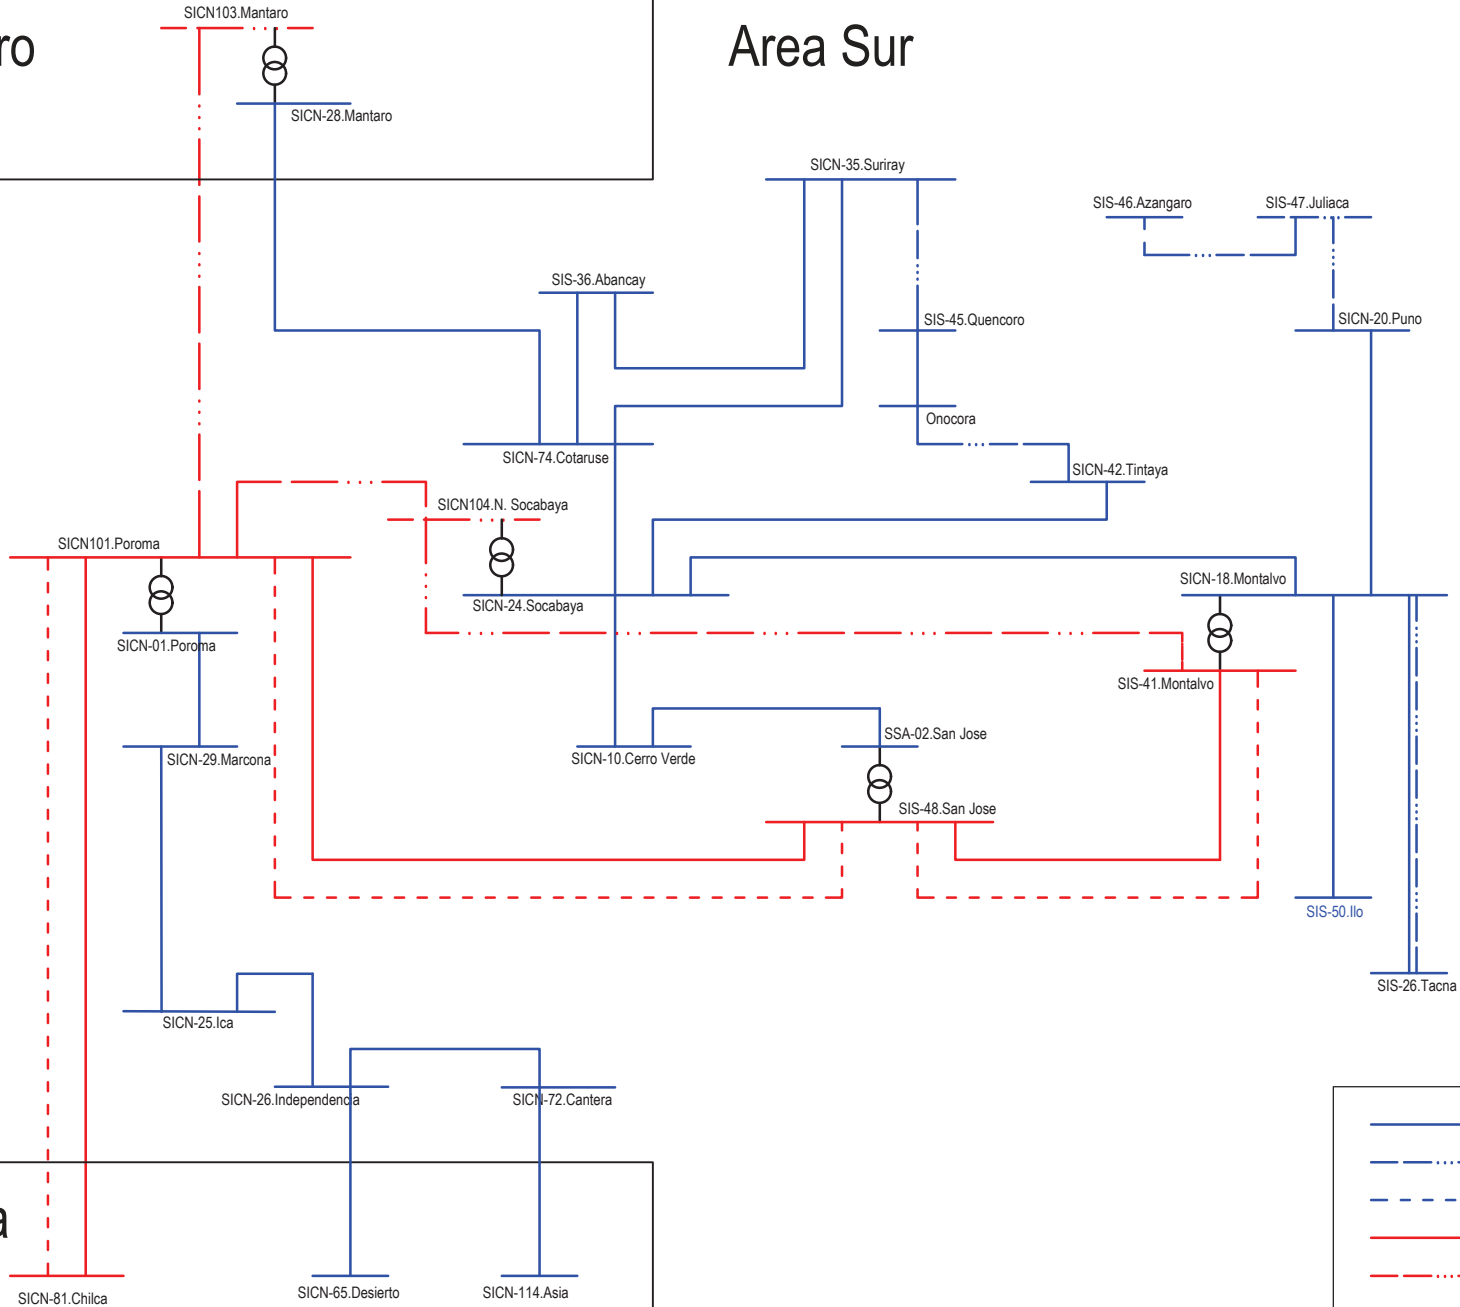 SICN103.Mantaro
ro
Area Sur
SICN-28.Mantaro
SICN-35.Suriray
SIS-46.Azangaro
SIS-47.Juliaca
SIS-36.Abancay
SIS-45.Quencoro
SICN-20.Puno
Onocora
SICN-74.Cotaruse
SICN-42.Tintaya
SICN104.N. Socabaya
SICN101.Poroma
SICN-18.Montalvo
SICN-24.Socabaya
SICN-01.Poroma
SIS-41.Montalvo
SSA-02.San Jose
SICN-29.Marcona
SICN-10.Cerro Verde
SIS-48.San Jose
SIS-50.Ilo
SIS-26.Tacna
SICN-25.Ica
SICN-26.Independencia
SICN-72.Cantera
a
SICN-81.Chilca
SICN-65.Desierto
SICN-114.Asia